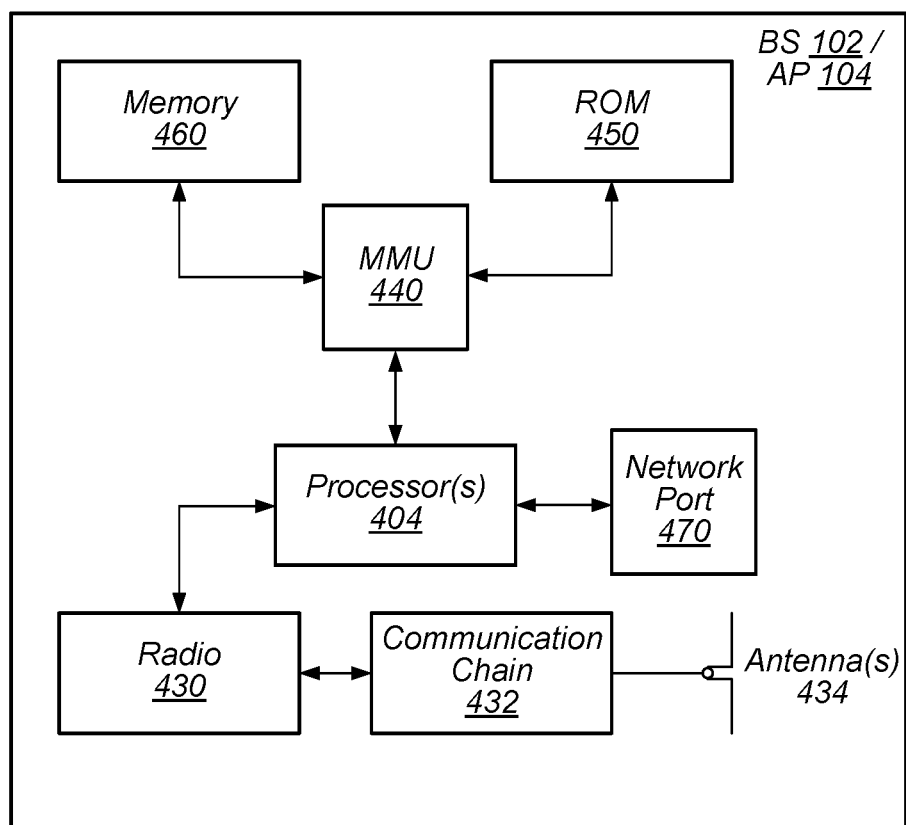 BS 102 /
AP 104
Memory
460
ROM
450
MMU
440
Processor(s)
404
Network
Port
470
Radio
430
Communication
Chain
432
Antenna(s)
434